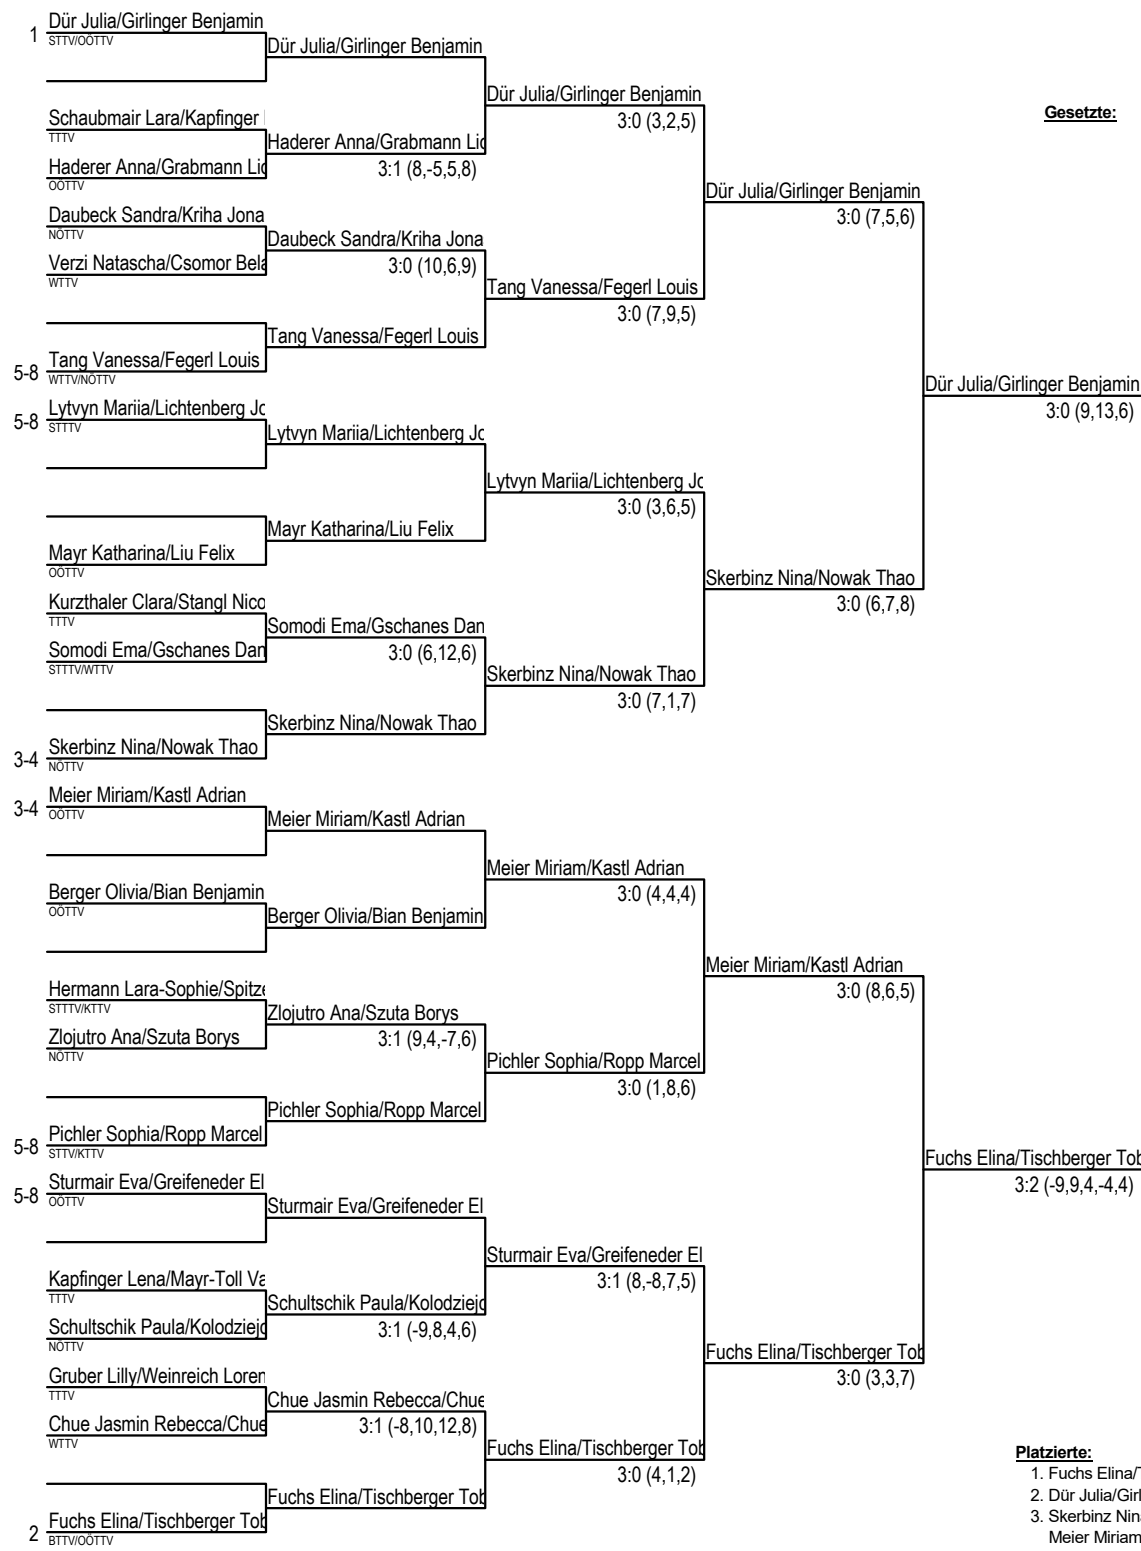 1 Dür Julia/Girlinger Benjamin
STTV/OÖTTV
Dür Julia/Girlinger Benjamin
Dür Julia/Girlinger Benjamin
3:0 (3,2,5)
Gesetzte:
Schaubmair Lara/Kapfinger
TTTV
Haderer Anna/Grabmann
3:1 (8,-5,5,8)
Haderer Anna/Grabmann
OÖTTV
Dür Julia/Girlinger Benjamin
3:0 (7,5,6)
Daubeck Sandra/Kriha Jona
NÖTTV
Daubeck Sandra/Kriha Jona
3:0 (10,6,9)
Verzi Natascha/Csomor Bela
WTTV
Tang Vanessa/Fegerl Louis
3:0 (7,9,5)
Tang Vanessa/Fegerl Louis
5-8 Tang Vanessa/Fegerl Louis
WTTV/NÖTTV
Dür Julia/Girlinger Benjamin
3:0 (9,13,6)
5-8 Lytvyn Mariia/Lichtenberg
STTTV
Lytvyn Mariia/Lichtenberg
Lytvyn Mariia/Lichtenberg
3:0 (3,6,5)
Mayr Katharina/Liu Felix
Mayr Katharina/Liu Felix
OÖTTV
Skerbinz Nina/Nowak Thao
3:0 (6,7,8)
Kurzthaler Clara/Stangl Nico
TTTV
Somodi Ema/Gschanes Dan
3:0 (6,12,6)
Somodi Ema/Gschanes Dan
STTTV/WTTV
Skerbinz Nina/Nowak Thao
3:0 (7,1,7)
Skerbinz Nina/Nowak Thao
3-4 Skerbinz Nina/Nowak Thao
NÖTTV
3-4 Meier Miriam/Kastl Adrian
OÖTTV
Meier Miriam/Kastl Adrian
Meier Miriam/Kastl Adrian
3:0 (4,4,4)
Berger Olivia/Bian Benjamin
OÖTTV
Berger Olivia/Bian Benjamin
Meier Miriam/Kastl Adrian
3:0 (8,6,5)
Hermann Lara-Sophie/Spitze
STTTV/KTTV
Zlojutro Ana/Szuta Borys
3:1 (9,4,-7,6)
Zlojutro Ana/Szuta Borys
NÖTTV
Pichler Sophia/Ropp Marcel
3:0 (1,8,6)
Pichler Sophia/Ropp Marcel
5-8 Pichler Sophia/Ropp Marcel
STTV/KTTV
Fuchs Elina/Tischberger Tob
3:2 (-9,9,4,-4,4)
5-8 Sturmair Eva/Greifeneder El
OÖTTV
Sturmair Eva/Greifeneder El
Sturmair Eva/Greifeneder El
3:1 (8,-8,7,5)
Kapfinger Lena/Mayr-Toll Va
TTTV
Schultschik Paula/Kolodziejc
3:1 (-9,8,4,6)
Schultschik Paula/Kolodziejc
NÖTTV
Fuchs Elina/Tischberger Tob
3:0 (3,3,7)
Gruber Lilly/Weinreich Loren
TTTV
Chue Jasmin Rebecca/Chue
3:1 (-8,10,12,8)
Chue Jasmin Rebecca/Chue
WTTV
Fuchs Elina/Tischberger Tob
3:0 (4,1,2)
Fuchs Elina/Tischberger Tob
2 Fuchs Elina/Tischberger Tob
BTTV/OÖTTV
Platzierte:
1. Fuchs Elina/
2. Dür Julia/Girl
3. Skerbinz Nin
Meier Miriam